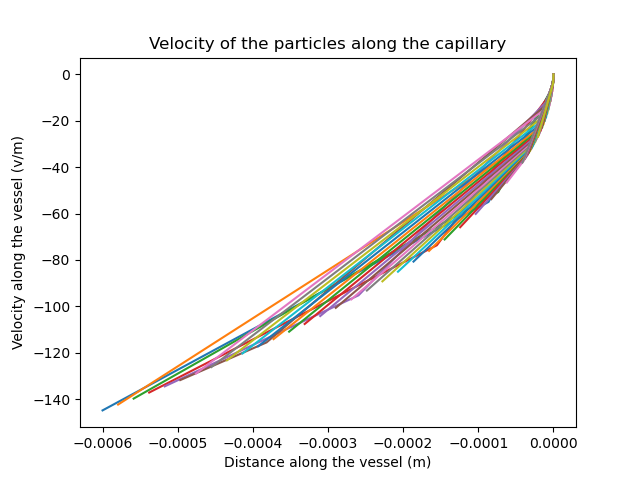 Velocity of the particles along the capillary
Velocity along the vessel (v/m)
0
−20
−40
−60
−80
−100
−120
−140
−0.0006 −0.0005 −0.0004 −0.0003 −0.0002 −0.0001 0.0000
Distance along the vessel (m)